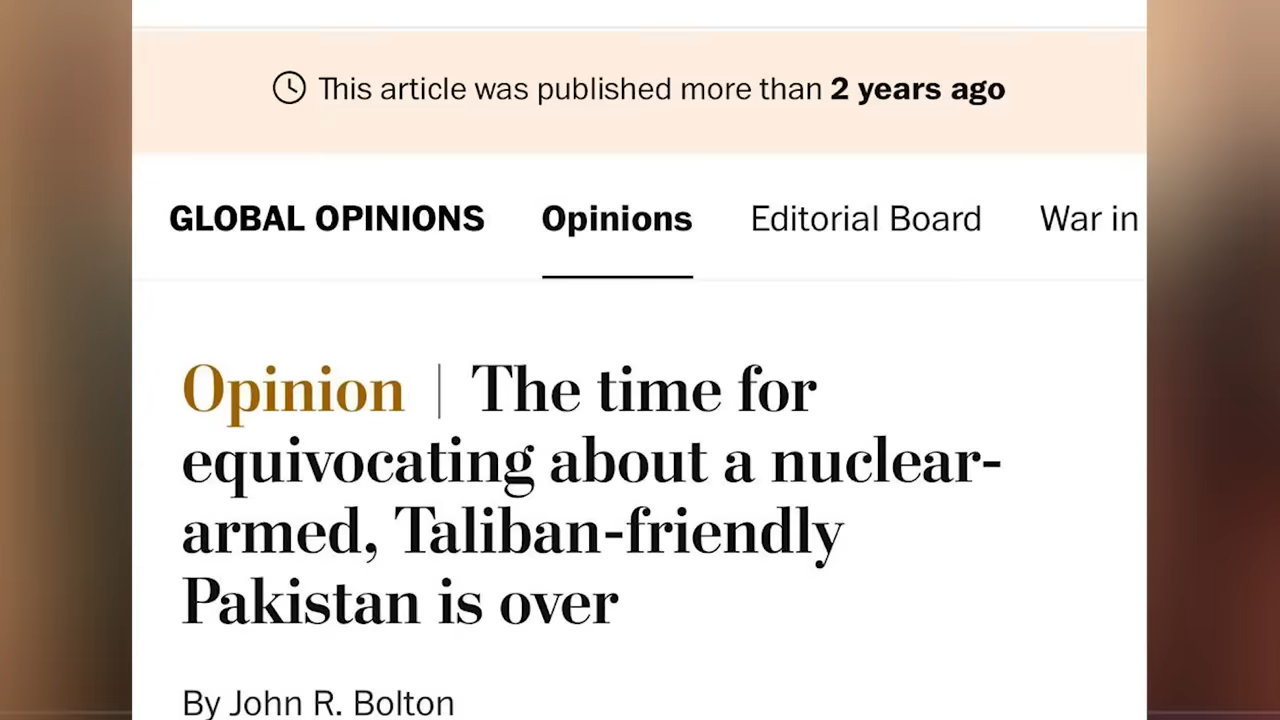 This article was published more than 2 years ago
GLOBAL OPINIONS Opinions Editorial Board War in
Opinion | The time for
equivocating about a nuclear-
armed, Taliban-friendly
Pakistan is over
By John R. Bolton